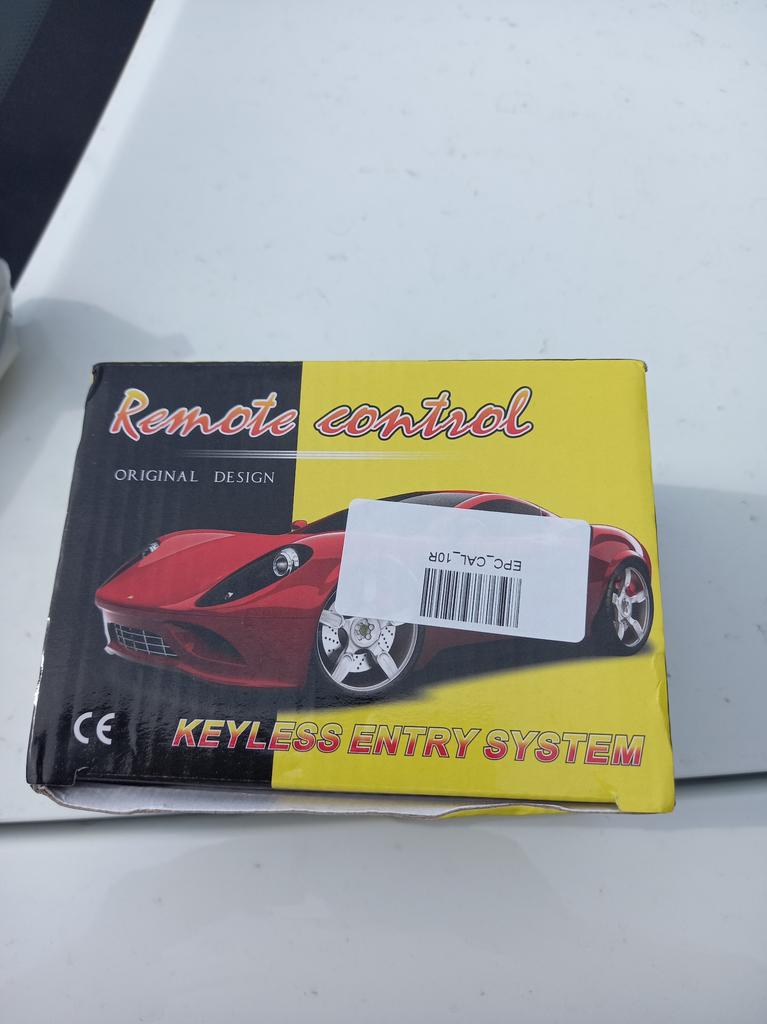 Remote control
ORIGINAL DESIGN
EPC_CAL_10R
CE
KEYLESS ENTRY SYSTEM